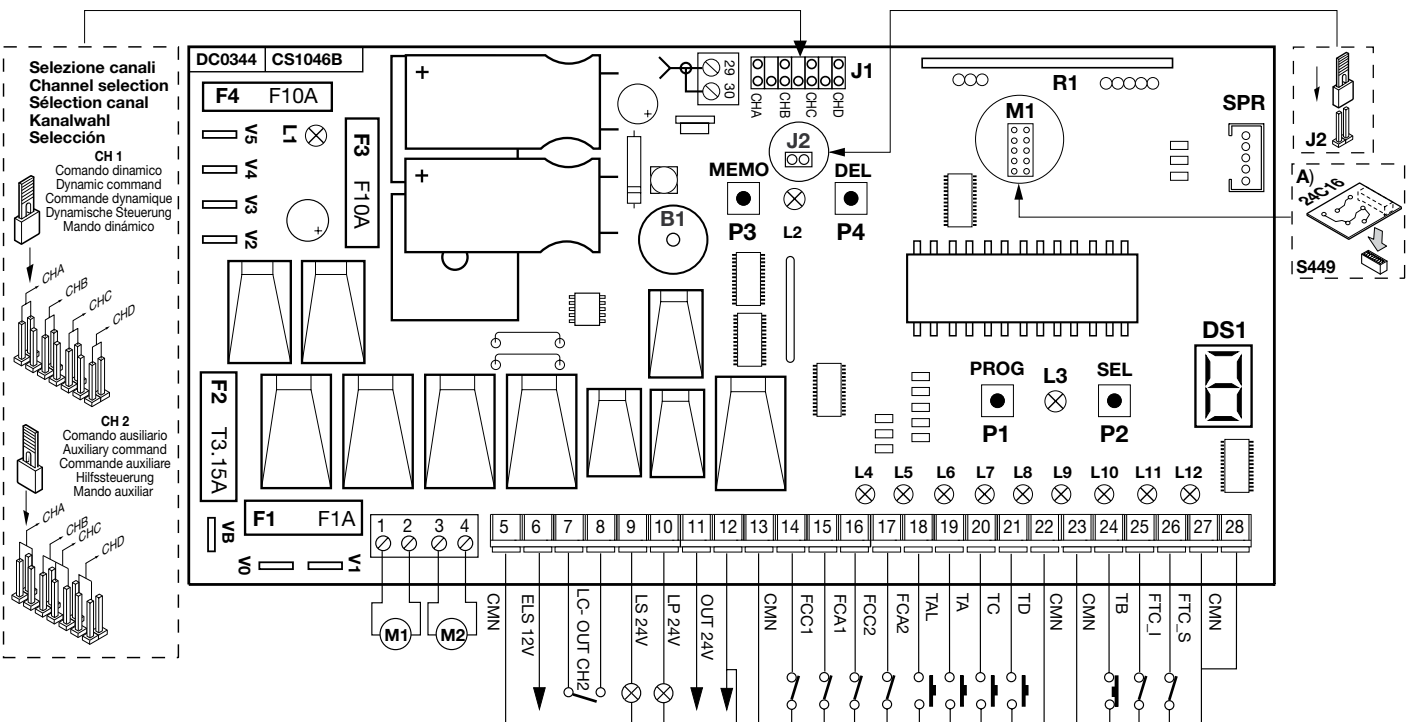 Selezione canali
Channel selection
Sélection canal
Kanalwahl
Selección
CH 1
Comando dinamico
Dynamic command
Commande dynamique
Dynamische Steuerung
Mando dinámico
CHA
CHB
CHC
CHD
CH 2
Comando ausiliario
Auxiliary command
Commande auxiliare
Hilfssteuerung
Mando auxiliar
CHA
CHB
CHC
CHD
DC0344 CS1046B
F4 F10A
V5
V4
V3
V2
L1
F3 F10A
+
+
29
30
J1
CHA
CHB
CHC
CHD
J2
MEMO
DEL
P3
L2
P4
B1
R1
M1
SPR
J2
A)
24C16
S449
DS1
PROG
L3
SEL
P1
P2
L4 L5 L6 L7 L8 L9 L10 L11 L12
F2 T3.15A
F1 F1A
VB
V0
V1
1 2 3 4
5 6 7 8 9 10 11 12 13 14 15 16 17 18 19 20 21 22 23 24 25 26 27 28
M1
M2
CMN
ELS 12V
LC- OUT CH2
LS 24V
LP 24V
OUT 24V
CMN
FCC1
FCA1
FCC2
FCA2
TAL
TA
TC
TD
CMN
CMN
TB
FTC_I
FTC_S
CMN